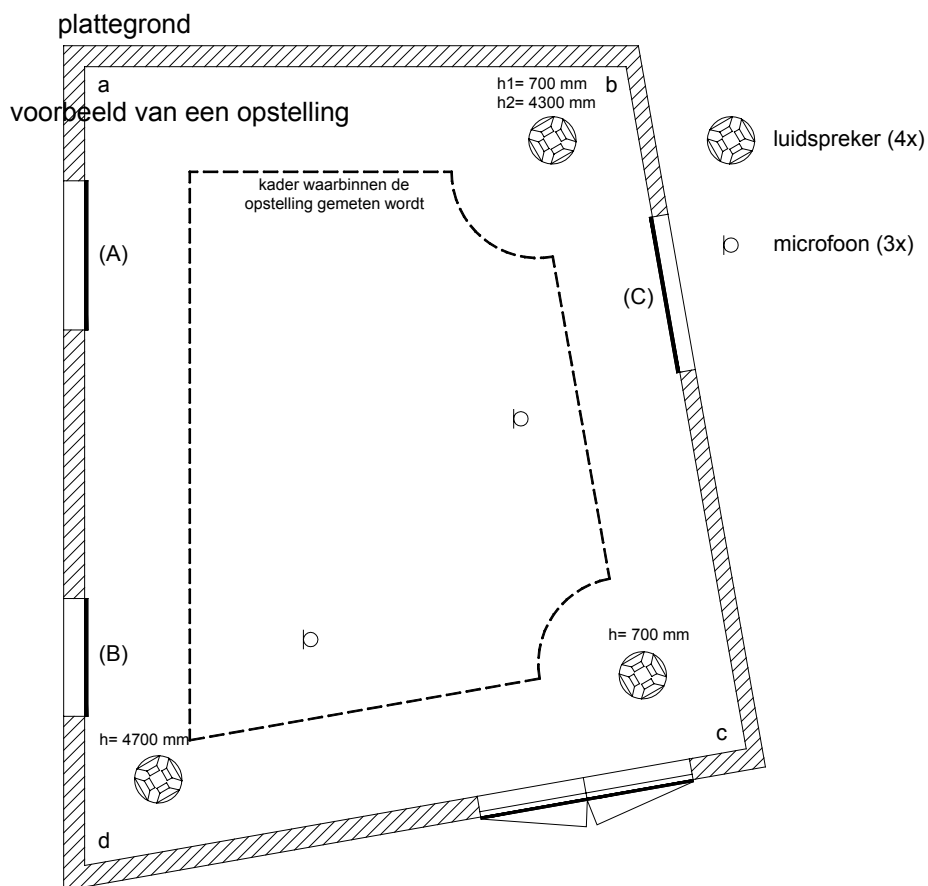 plattegrond
a
h1= 700 mm
b
h2= 4300 mm
voorbeeld van een opstelling
luidspreker (4x)
kader waarbinnen de
opstelling gemeten wordt
(A)
microfoon (3x)
(C)
h= 700 mm
(B)
c
h= 4700 mm
d